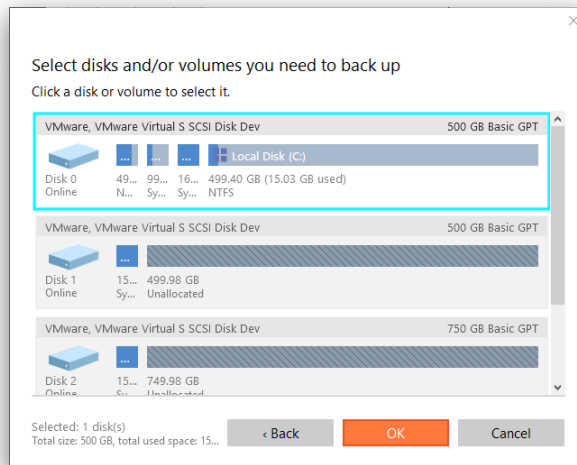 Select disks and/or volumes you need to back up
Click a disk or volume to select it.
VMware, VMware Virtual S SCSI Disk Dev 500 GB Basic GPT
... ... ... Local Disk (C:)
Disk 0 49... 99... 16... 499.40 GB (15.03 GB used)
Online N... Sy... Sy... NTFS
VMware, VMware Virtual S SCSI Disk Dev 500 GB Basic GPT
...
Disk 1 15... 499.98 GB
Online Sy... Unallocated
VMware, VMware Virtual S SCSI Disk Dev 750 GB Basic GPT
...
Disk 2 15... 749.98 GB
Online Sy... Unallocated
Selected: 1 disk(s)
Total size: 500 GB, total used space: 15...
‹ Back OK Cancel